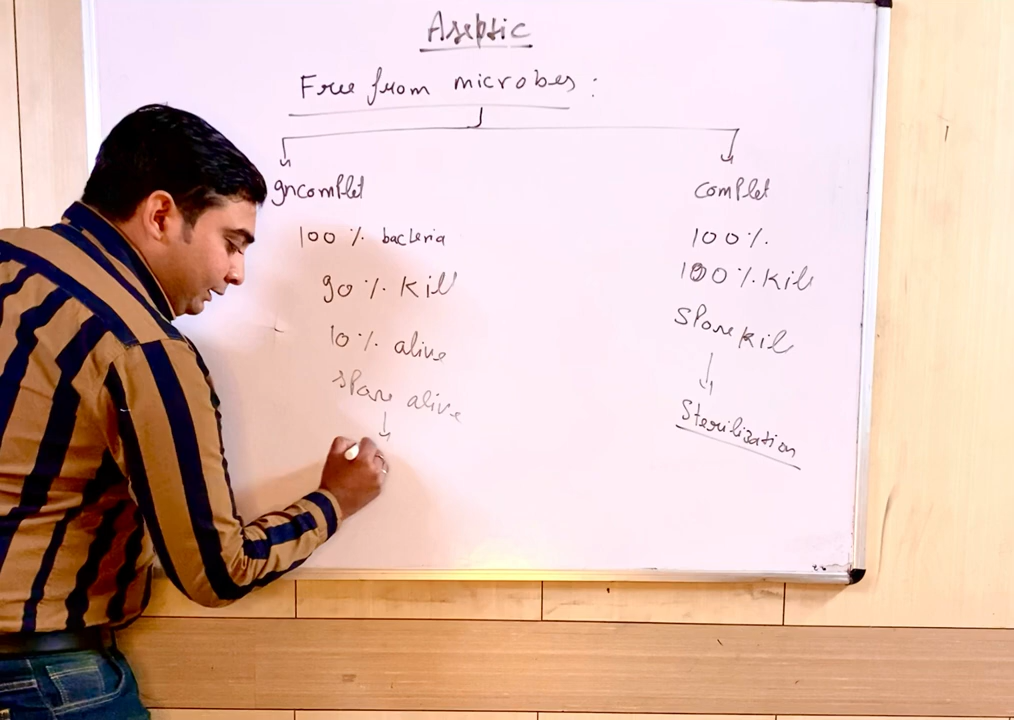 Aseptic
Free from microbes :
Incomplet
100 % bacteria
90 % kill
10 % alive
spore alive
complet
100 %.
100 % kill
spore kill
Sterilization